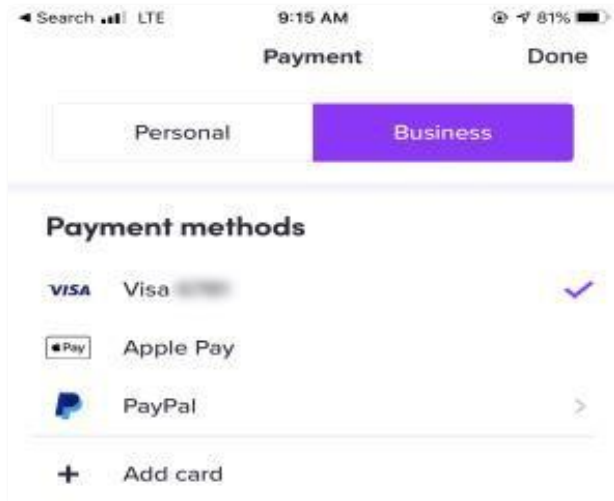 ◀ Search LTE 9:15 AM 81%
Payment Done
Personal Business
Payment methods
VISA Visa
Pay Apple Pay
PayPal
+ Add card